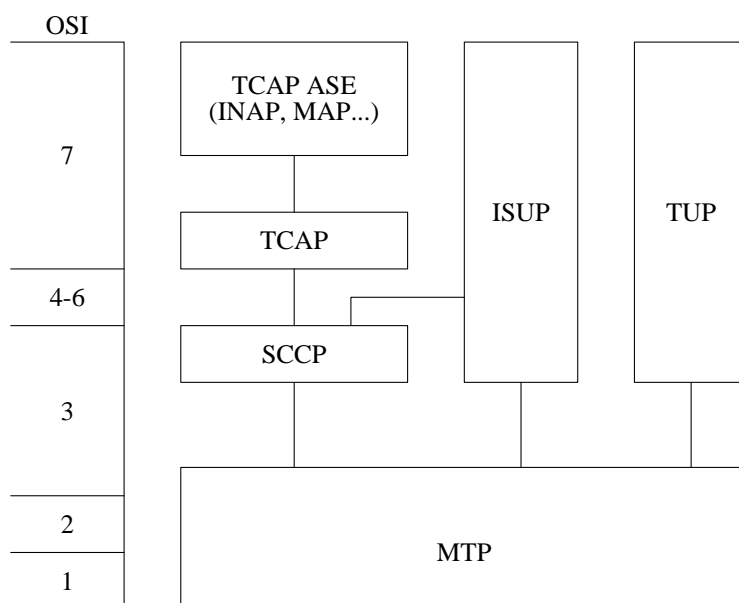 OSI
7
4-6
3
2
1
TCAP ASE
(INAP, MAP...)
TCAP
SCCP
ISUP
TUP
MTP